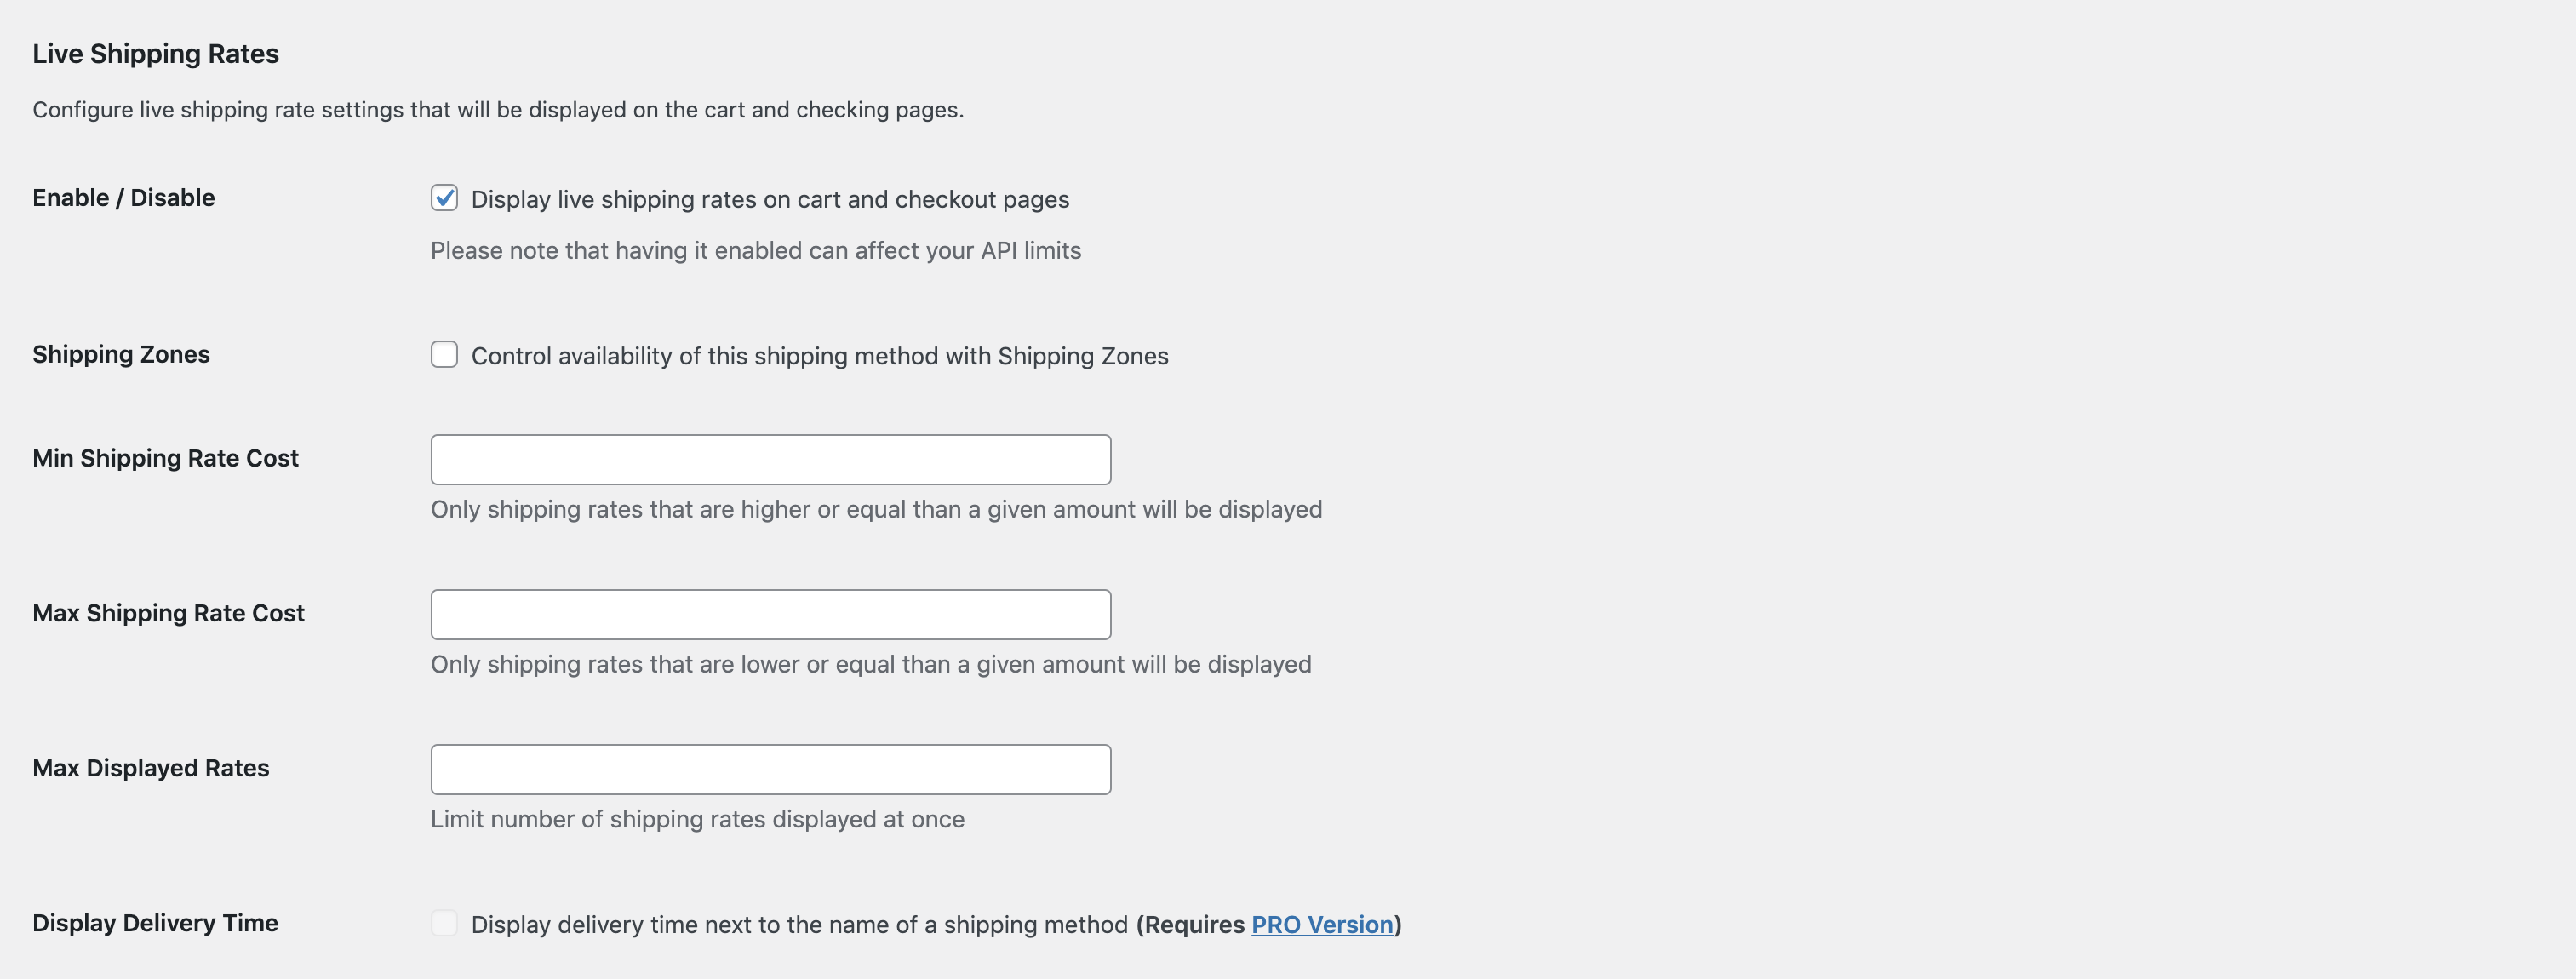 Live Shipping Rates
Configure live shipping rate settings that will be displayed on the cart and checking pages.
Enable / Disable
Display live shipping rates on cart and checkout pages
Please note that having it enabled can affect your API limits
Shipping Zones
Control availability of this shipping method with Shipping Zones
Min Shipping Rate Cost
Only shipping rates that are higher or equal than a given amount will be displayed
Max Shipping Rate Cost
Only shipping rates that are lower or equal than a given amount will be displayed
Max Displayed Rates
Limit number of shipping rates displayed at once
Display Delivery Time
Display delivery time next to the name of a shipping method (Requires PRO Version)